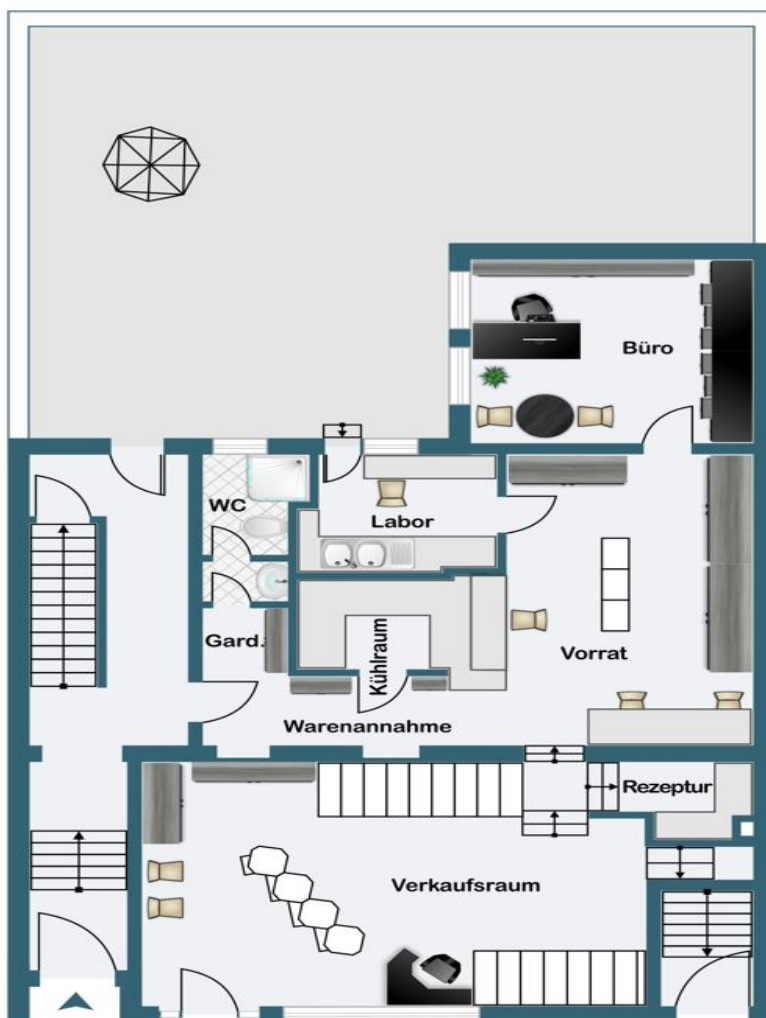 Büro
WC
Labor
Gard.
Kühlraum
Vorrat
Warenannahme
Rezeptur
Verkaufsraum